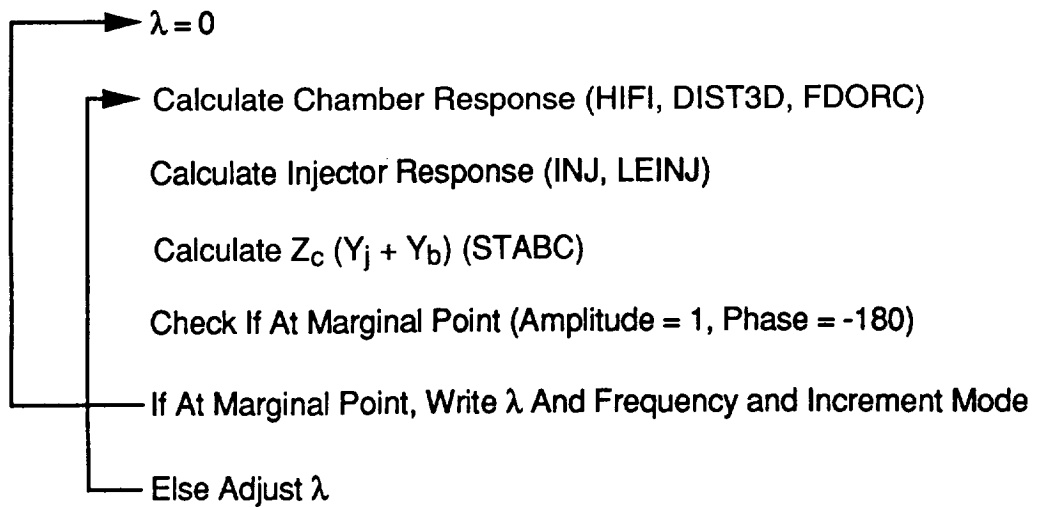 λ = 0
Calculate Chamber Response (HIFI, DIST3D, FDORC)
Calculate Injector Response (INJ, LEINJ)
Calculate Zc (Yj + Yb) (STABC)
Check If At Marginal Point (Amplitude = 1, Phase = -180)
If At Marginal Point, Write λ And Frequency and Increment Mode
Else Adjust λ